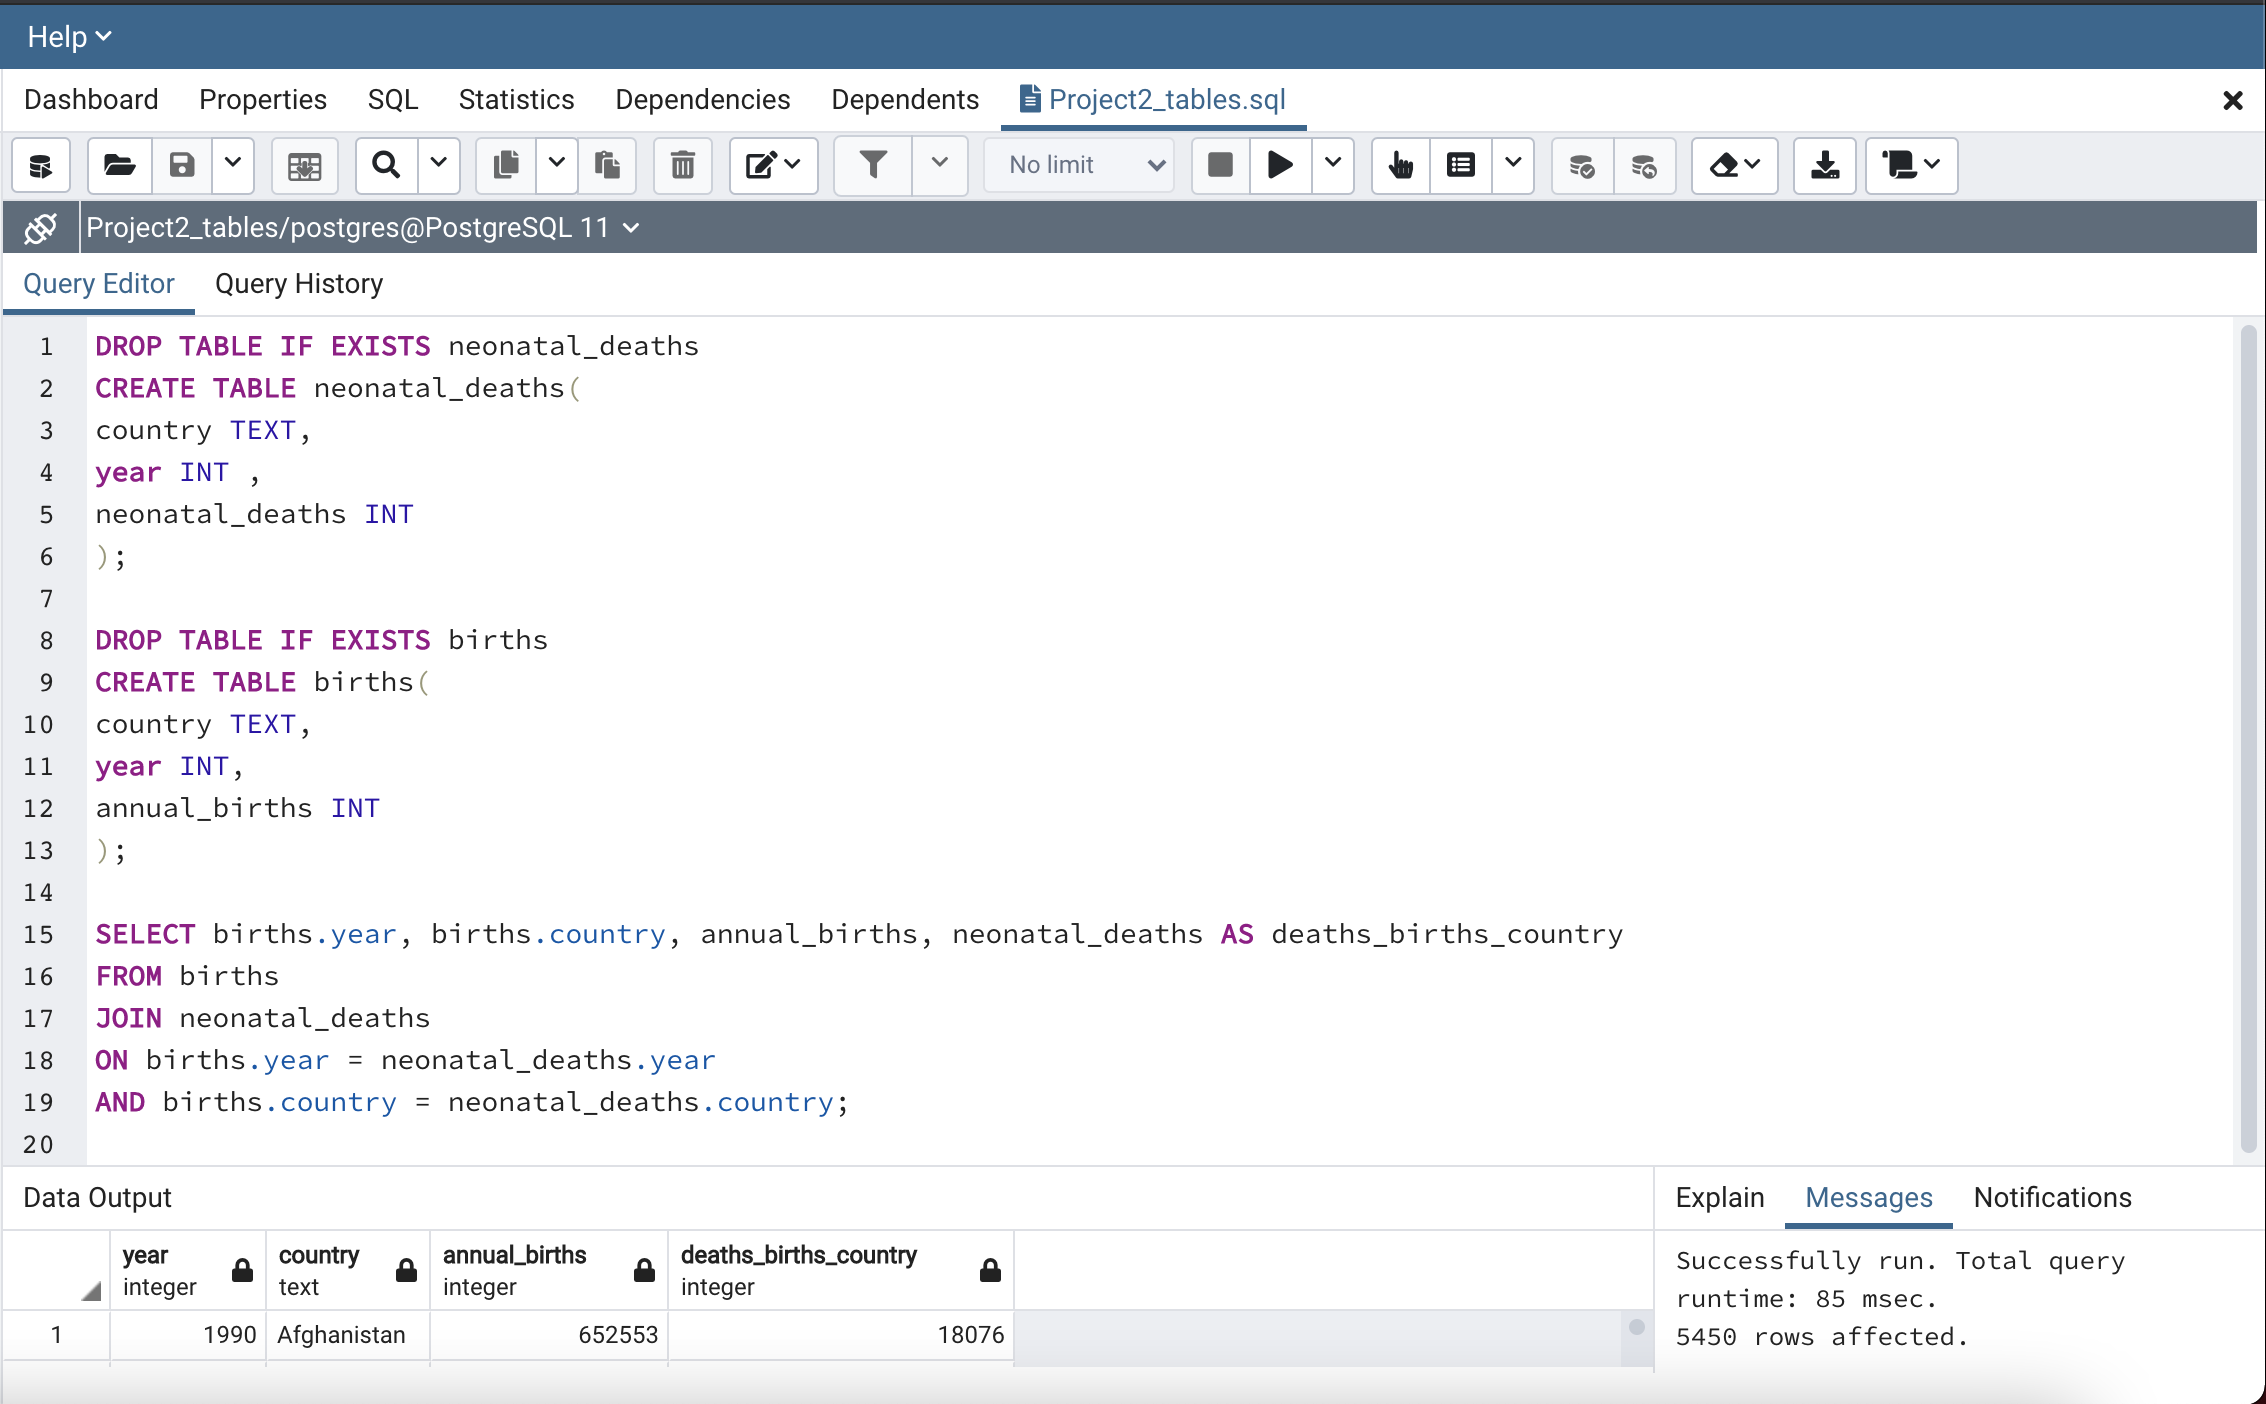 Help
Dashboard Properties SQL Statistics Dependencies Dependents Project2_tables.sql
No limit
Project2_tables/postgres@PostgreSQL 11
Query Editor Query History
1 DROP TABLE IF EXISTS neonatal_deaths
2 CREATE TABLE neonatal_deaths(
3 country TEXT,
4 year INT ,
5 neonatal_deaths INT
6 );
7
8 DROP TABLE IF EXISTS births
9 CREATE TABLE births(
10 country TEXT,
11 year INT,
12 annual_births INT
13 );
14
15 SELECT births.year, births.country, annual_births, neonatal_deaths AS deaths_births_country
16 FROM births
17 JOIN neonatal_deaths
18 ON births.year = neonatal_deaths.year
19 AND births.country = neonatal_deaths.country;
20
Data Output
year country annual_births deaths_births_country
integer text integer integer
1 1990 Afghanistan 652553 18076
Explain Messages Notifications
Successfully run. Total query
runtime: 85 msec.
5450 rows affected.